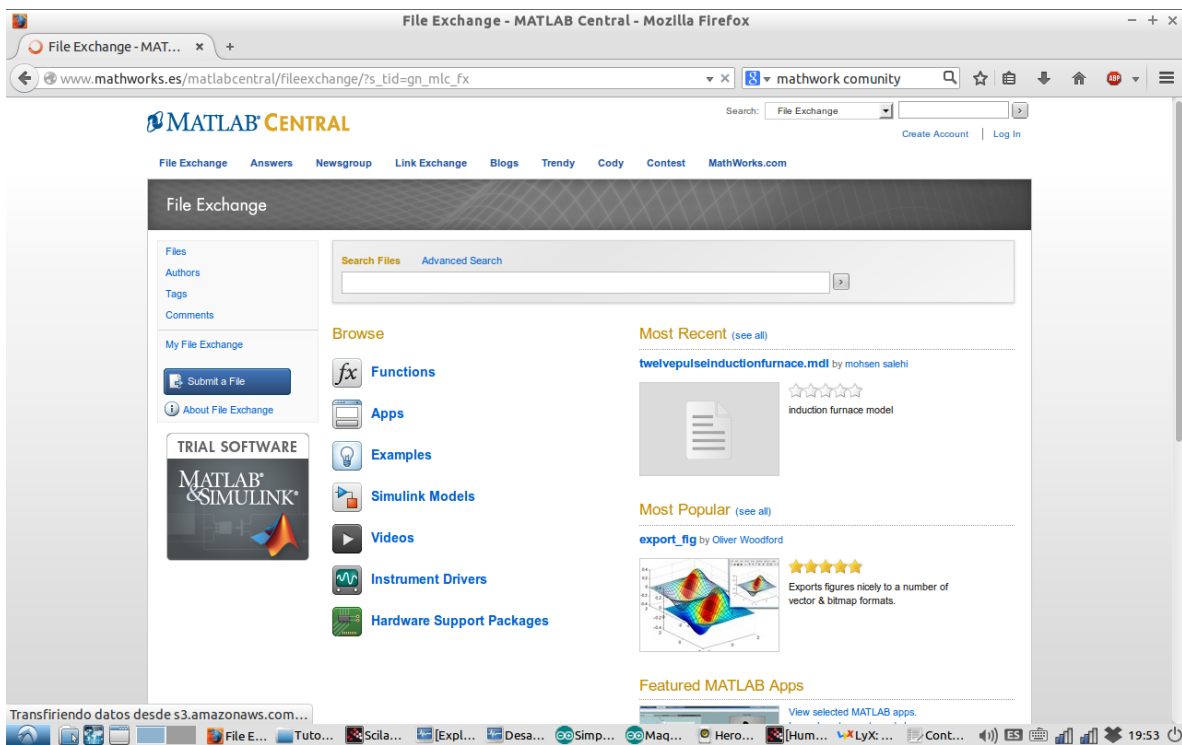 File Exchange - MATLAB Central - Mozilla Firefox
File Exchange - MAT...
www.mathworks.es/matlabcentral/fileexchange/?s_tid=gn_mlc_fx
mathwork comunity
MATLAB® CENTRAL
Search: File Exchange
Create Account | Log In
File Exchange Answers Newsgroup Link Exchange Blogs Trendy Cody Contest MathWorks.com
File Exchange
Files
Authors
Tags
Comments
My File Exchange
Submit a File
About File Exchange
TRIAL SOFTWARE
MATLAB®
&SIMULINK®
Search Files Advanced Search
Browse
fx Functions
Apps
Examples
Simulink Models
Videos
Instrument Drivers
Hardware Support Packages
Most Recent (see all)
twelvepulseinductionfurnace.mdl by mohsen salehi
induction furnace model
Most Popular (see all)
export_fig by Oliver Woodford
Exports figures nicely to a number of
vector & bitmap formats.
Featured MATLAB Apps
View selected MATLAB apps.
Transfiriendo datos desde s3.amazonaws.com...
File E... Tuto... Scila... [Expl... Desa... Simp... Maq... Hero... [Hum... LyX: ... Cont... ES 19:53